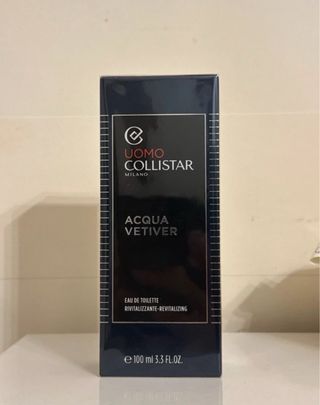 UOMO
COLLISTAR
MILANO
ACQUA
VETIVER
EAU DE TOILETTE
RIVITALIZZANTE-REVITALIZING
℮ 100 ml 3.3 FL.OZ.